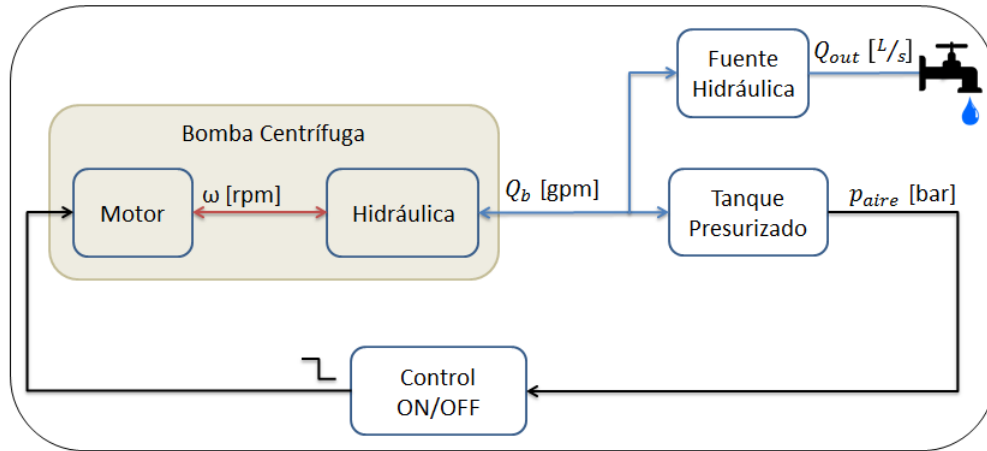 Fuente
Hidráulica
Q_out [L/s]
Bomba Centrífuga
Motor
ω [rpm]
Hidráulica
Q_b [gpm]
Tanque
Presurizado
p_aire [bar]
Control
ON/OFF